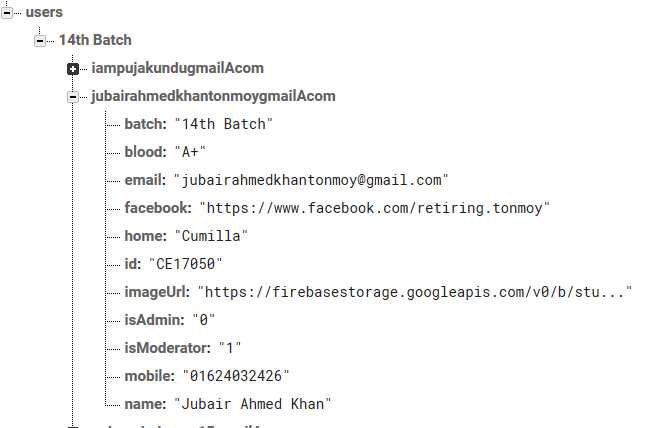 users
14th Batch
iampujakundugmailAcom
jubairahmedkhantonmoygmailAcom
batch: "14th Batch"
blood: "A+"
email: "jubairahmedkhantonmoy@gmail.com"
facebook: "https://www.facebook.com/retiring.tonmoy"
home: "Cumilla"
id: "CE17050"
imageUrl: "https://firebasestorage.googleapis.com/v0/b/stu..."
isAdmin: "0"
isModerator: "1"
mobile: "01624032426"
name: "Jubair Ahmed Khan"